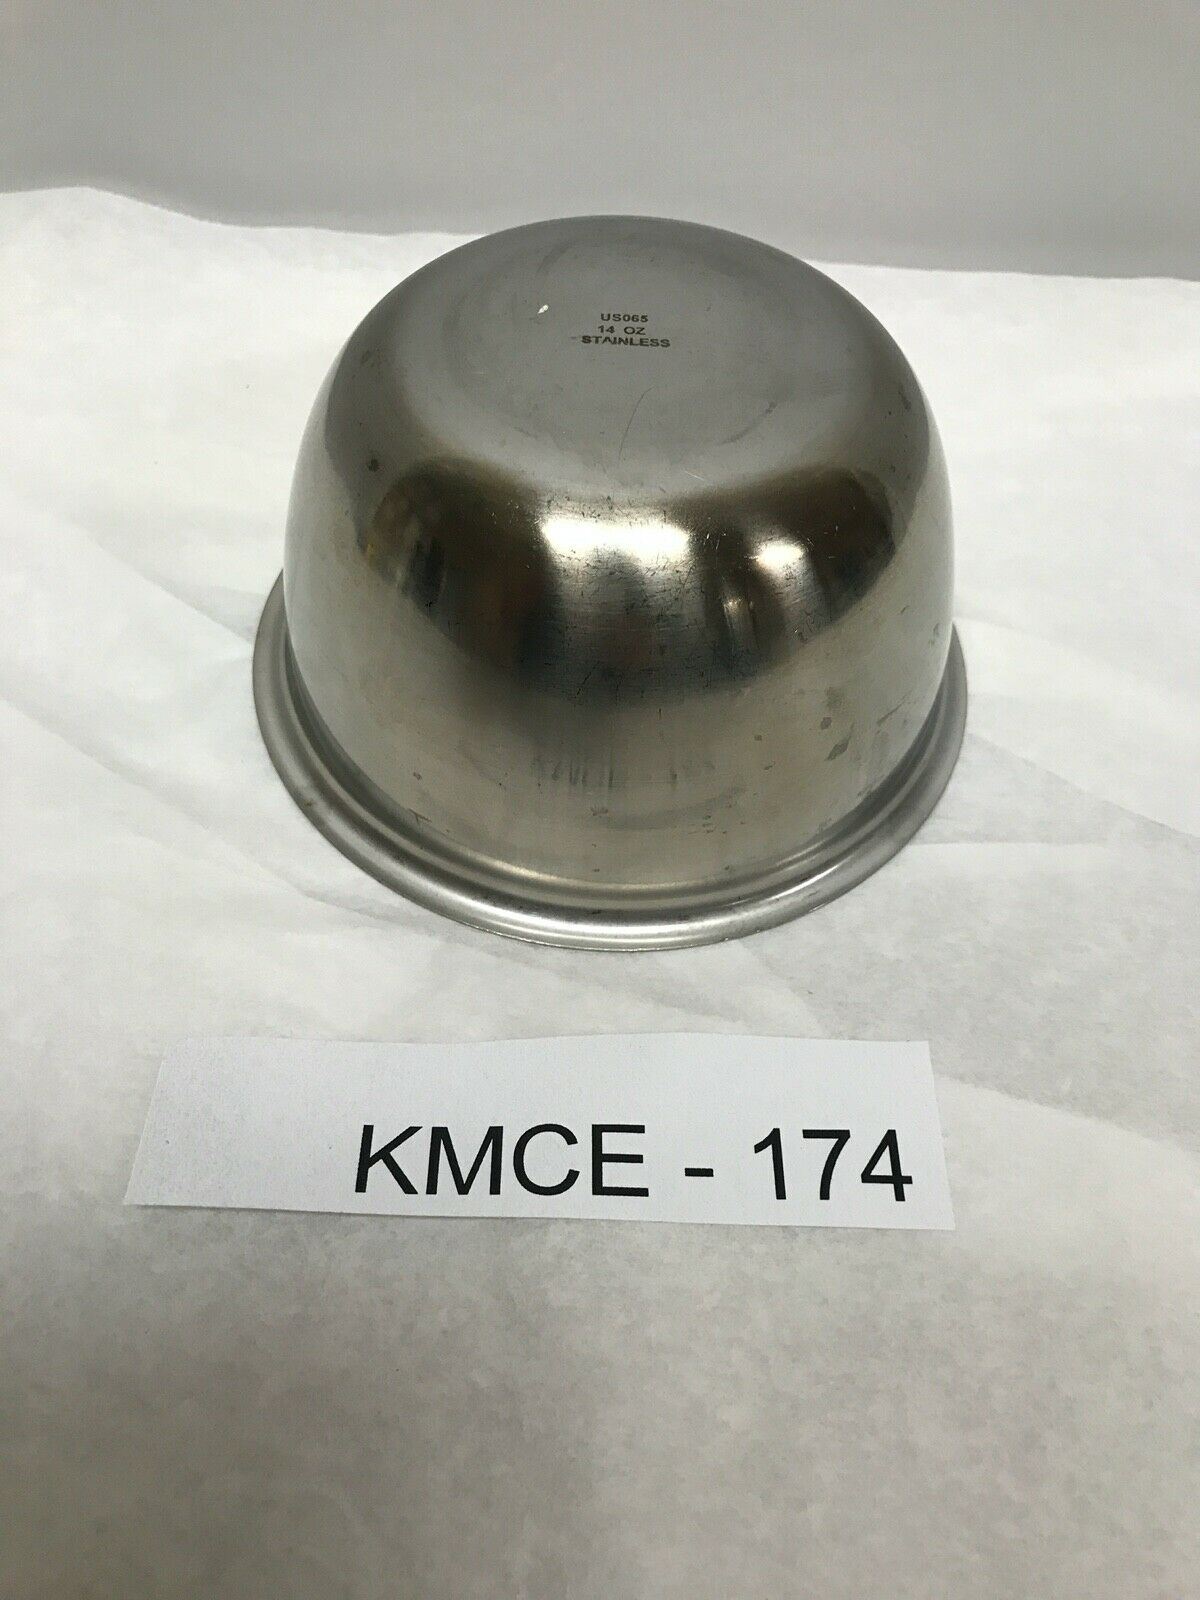 US065
14 OZ
STAINLESS
KMCE - 174